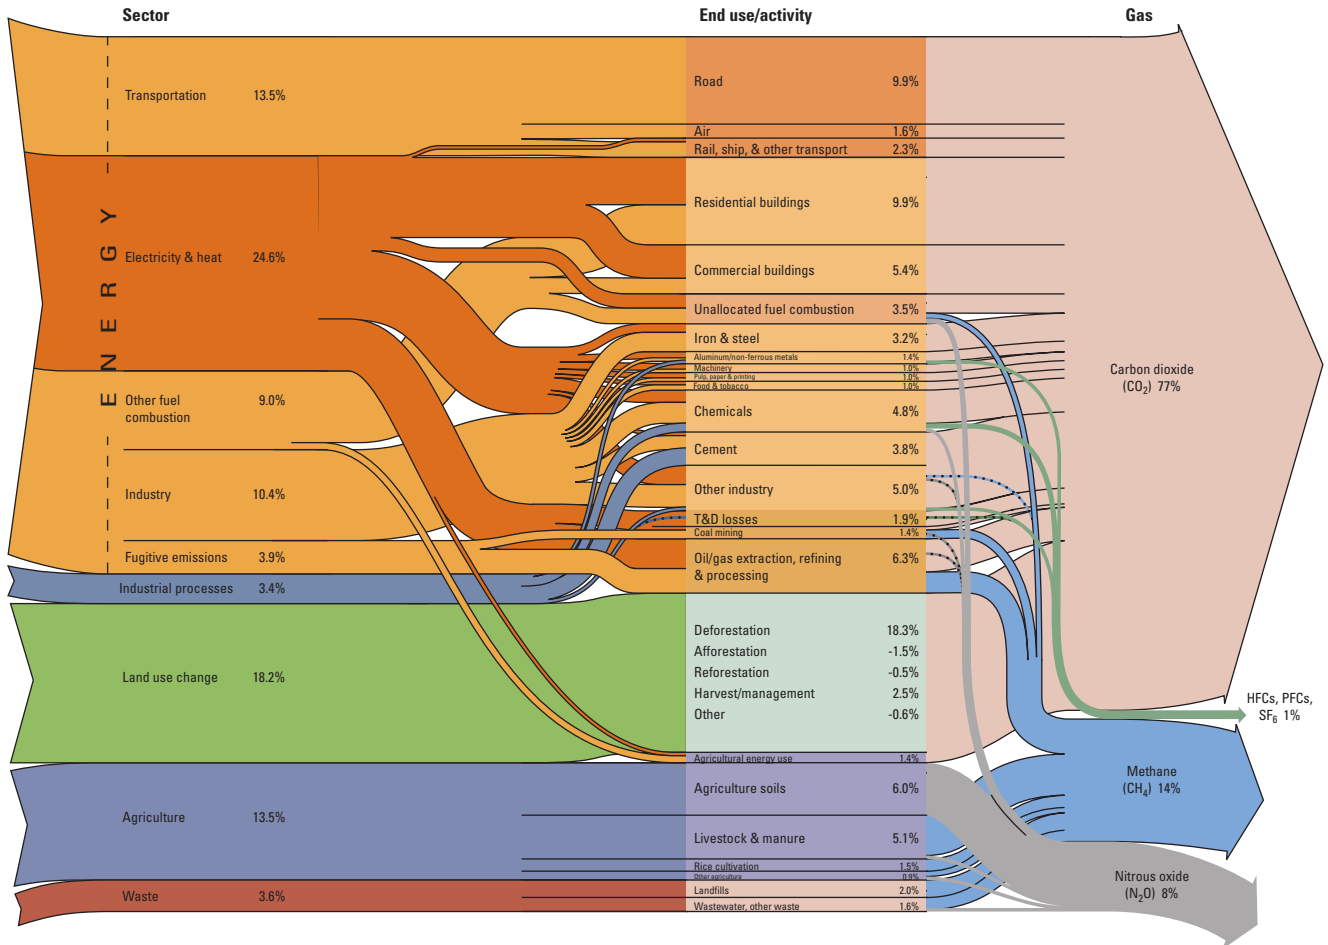 Sector
End use/activity
Gas
ENERGY
Transportation 13.5%
Electricity & heat 24.6%
Other fuel
combustion 9.0%
Industry 10.4%
Fugitive emissions 3.9%
Industrial processes 3.4%
Land use change 18.2%
Agriculture 13.5%
Waste 3.6%
Road 9.9%
Air 1.6%
Rail, ship, & other transport 2.3%
Residential buildings 9.9%
Commercial buildings 5.4%
Unallocated fuel combustion 3.5%
Iron & steel 3.2%
Aluminum/non-ferrous metals 1.4%
Machinery 1.0%
Pulp, paper & printing 1.0%
Food & tobacco 1.0%
Chemicals 4.8%
Cement 3.8%
Other industry 5.0%
T&D losses 1.9%
Coal mining 1.4%
Oil/gas extraction, refining 6.3%
& processing
Deforestation 18.3%
Afforestation -1.5%
Reforestation -0.5%
Harvest/management 2.5%
Other -0.6%
Agricultural energy use 1.4%
Agriculture soils 6.0%
Livestock & manure 5.1%
Rice cultivation 1.5%
Other agriculture 0.9%
Landfills 2.0%
Wastewater, other waste 1.6%
Carbon dioxide
(CO₂) 77%
HFCs, PFCs,
SF₆ 1%
Methane
(CH₄) 14%
Nitrous oxide
(N₂O) 8%